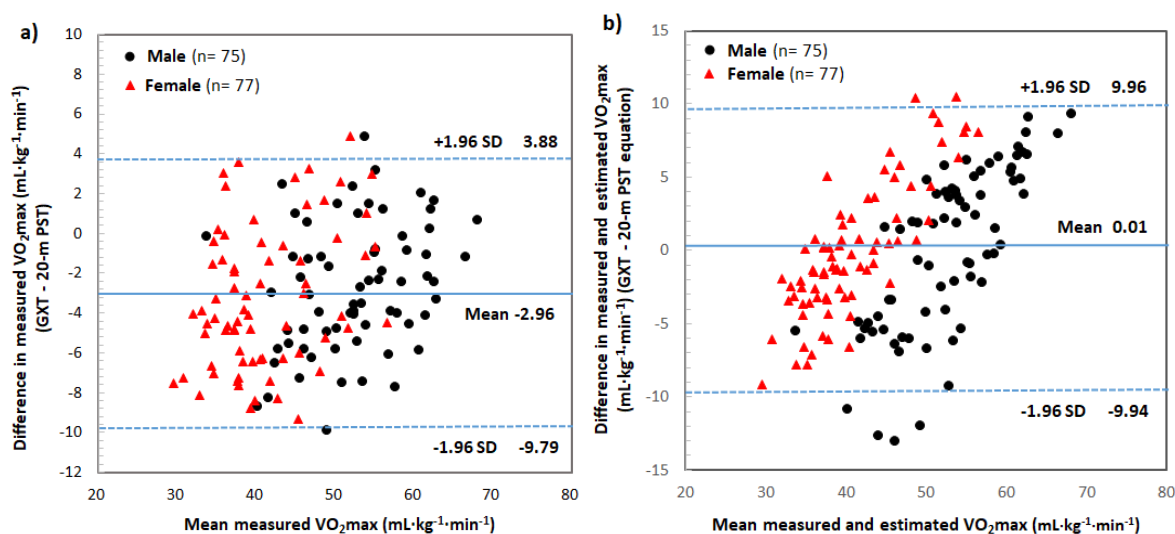 a)
Difference in measured VO₂max (mL·kg⁻¹·min⁻¹)
(GXT - 20-m PST)
10
8
6
4
2
0
-2
-4
-6
-8
-10
-12
Male (n= 75)
Female (n= 77)
+1.96 SD 3.88
Mean -2.96
-1.96 SD -9.79
20 30 40 50 60 70 80
Mean measured VO₂max (mL·kg⁻¹·min⁻¹)
b)
Difference in measured and estimated VO₂max
(mL·kg⁻¹·min⁻¹) (GXT - 20-m PST equation)
15
10
5
0
-5
-10
-15
Male (n= 75)
Female (n= 77)
+1.96 SD 9.96
Mean 0.01
-1.96 SD -9.94
20 30 40 50 60 70 80
Mean measured and estimated VO₂max (mL·kg⁻¹·min⁻¹)